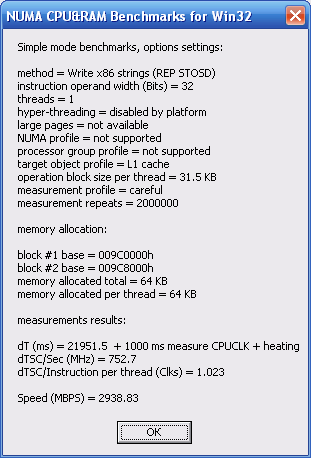 NUMA CPU&RAM Benchmarks for Win32
Simple mode benchmarks, options settings:
method = Write x86 strings (REP STOSD)
instruction operand width (Bits) = 32
threads = 1
hyper-threading = disabled by platform
large pages = not available
NUMA profile = not supported
processor group profile = not supported
target object profile = L1 cache
operation block size per thread = 31.5 KB
measurement profile = careful
measurement repeats = 2000000
memory allocation:
block #1 base = 009C0000h
block #2 base = 009C8000h
memory allocated total = 64 KB
memory allocated per thread = 64 KB
measurements results:
dT (ms) = 21951.5  + 1000 ms measure CPUCLK + heating
dTSC/Sec (MHz) = 752.7
dTSC/Instruction per thread (Clks) = 1.023
Speed (MBPS) = 2938.83
OK